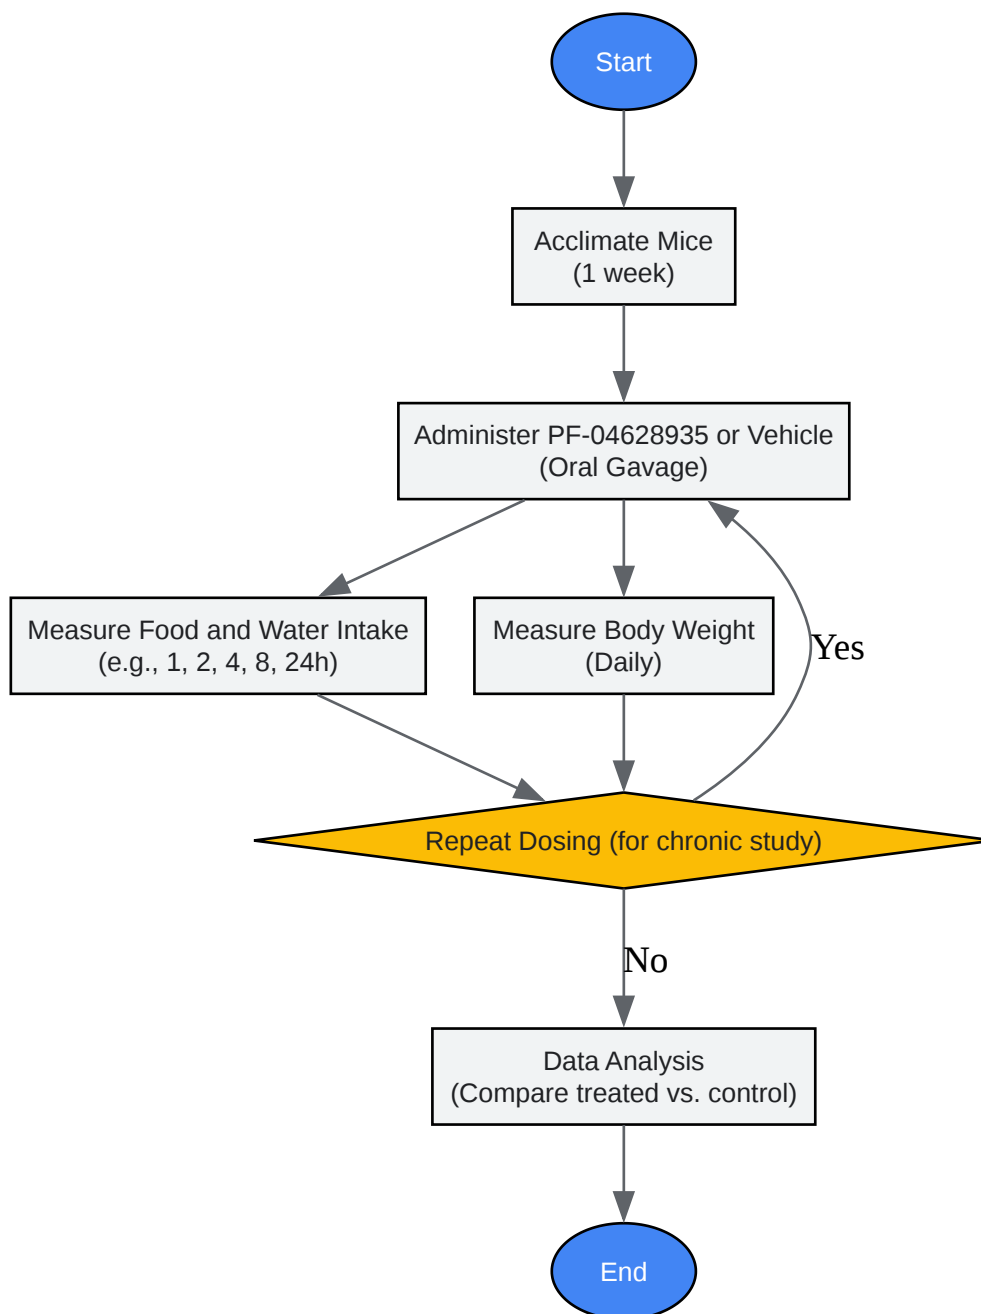 Start
Acclimate Mice
(1 week)
Administer PF-04628935 or Vehicle
(Oral Gavage)
Measure Food and Water Intake
(e.g., 1, 2, 4, 8, 24h)
Measure Body Weight
(Daily)
Yes
Repeat Dosing (for chronic study)
No
Data Analysis
(Compare treated vs. control)
End